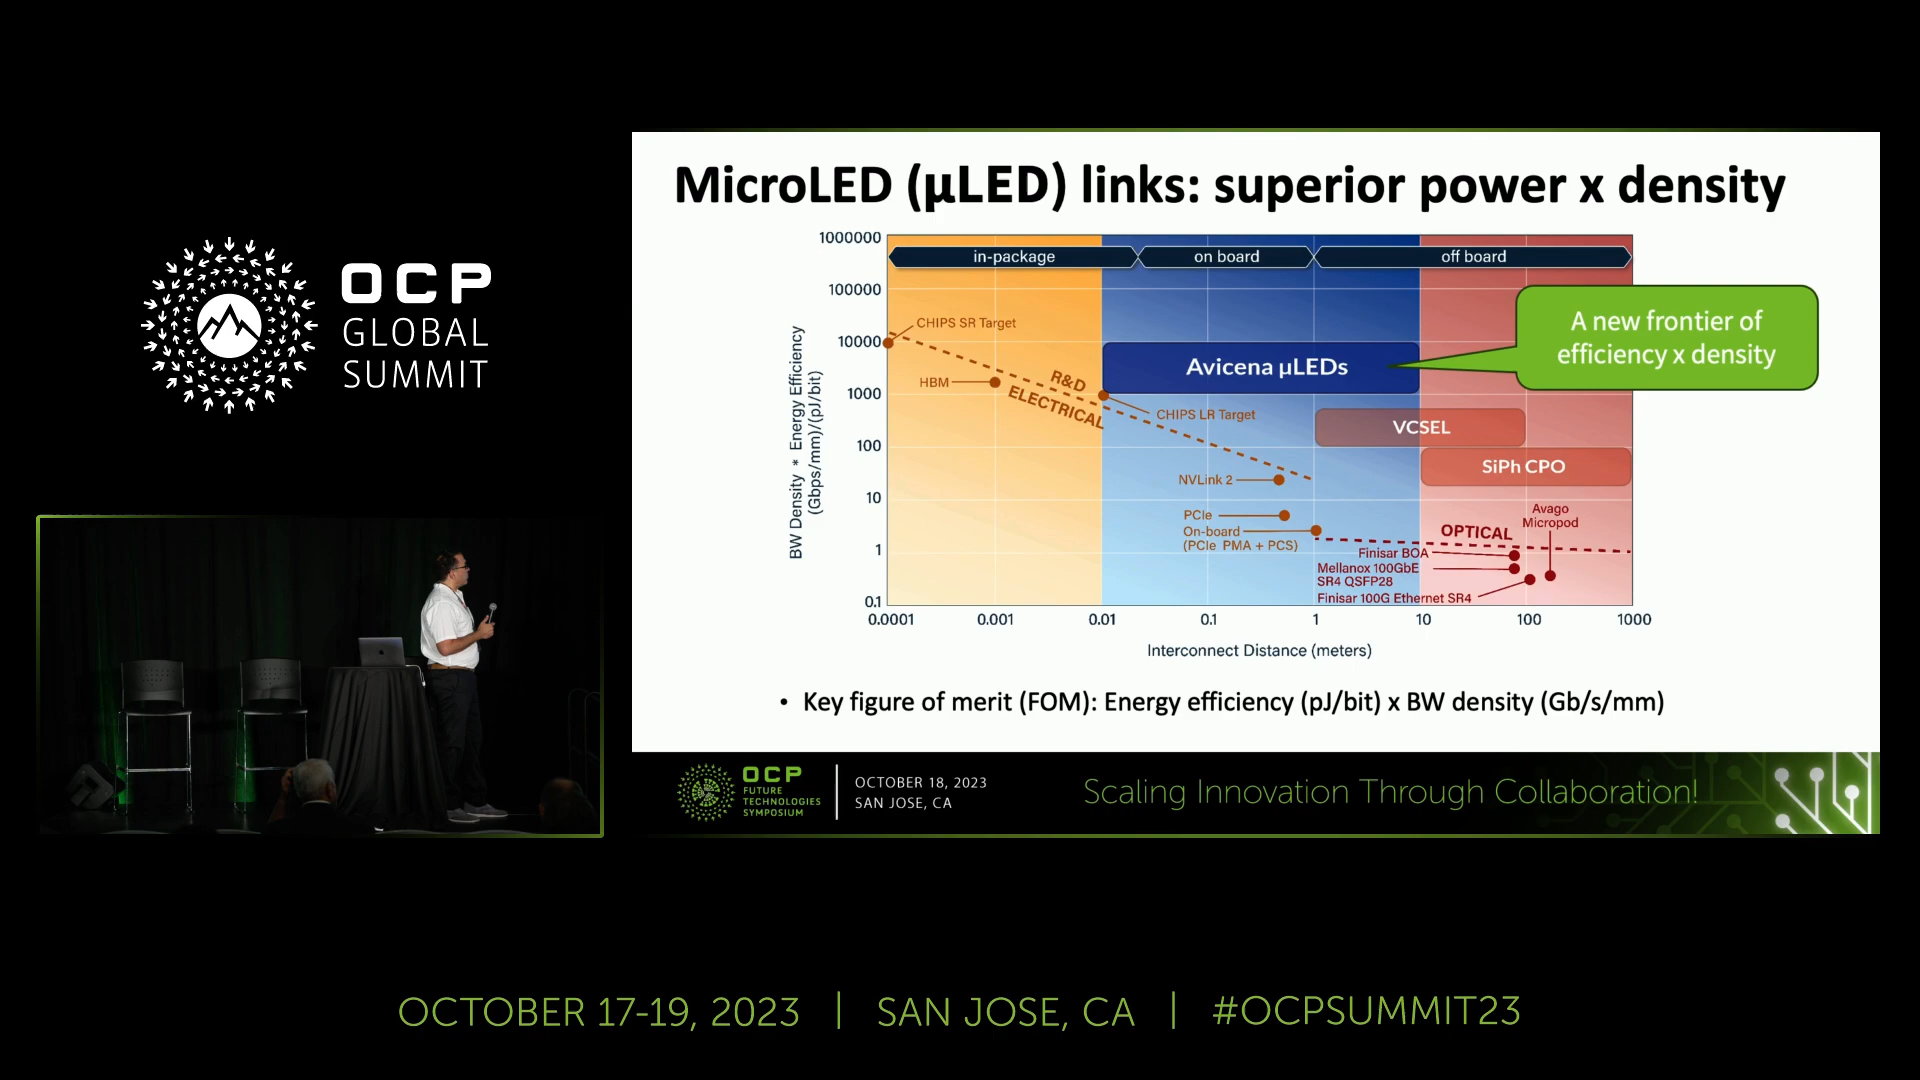 OCP
GLOBAL
SUMMIT
MicroLED (µLED) links: superior power x density
1000000
100000
10000
1000
100
10
1
0.1
BW Density * Energy Efficiency
(Gbps/mm)/(pJ/bit)
in-package
on board
off board
CHIPS SR Target
HBM
R&D
ELECTRICAL
CHIPS LR Target
Avicena µLEDs
A new frontier of
efficiency x density
VCSEL
SiPh CPO
NVLink 2
PCIe
On-board
(PCIe PMA + PCS)
OPTICAL
Avago
Micropod
Finisar BOA
Mellanox 100GbE
SR4 QSFP28
Finisar 100G Ethernet SR4
0.0001
0.001
0.01
0.1
1
10
100
1000
Interconnect Distance (meters)
• Key figure of merit (FOM): Energy efficiency (pJ/bit) x BW density (Gb/s/mm)
OCP
FUTURE
TECHNOLOGIES
SYMPOSIUM
OCTOBER 18, 2023
SAN JOSE, CA
Scaling Innovation Through Collaboration!
OCTOBER 17-19, 2023 | SAN JOSE, CA | #OCPSUMMIT23